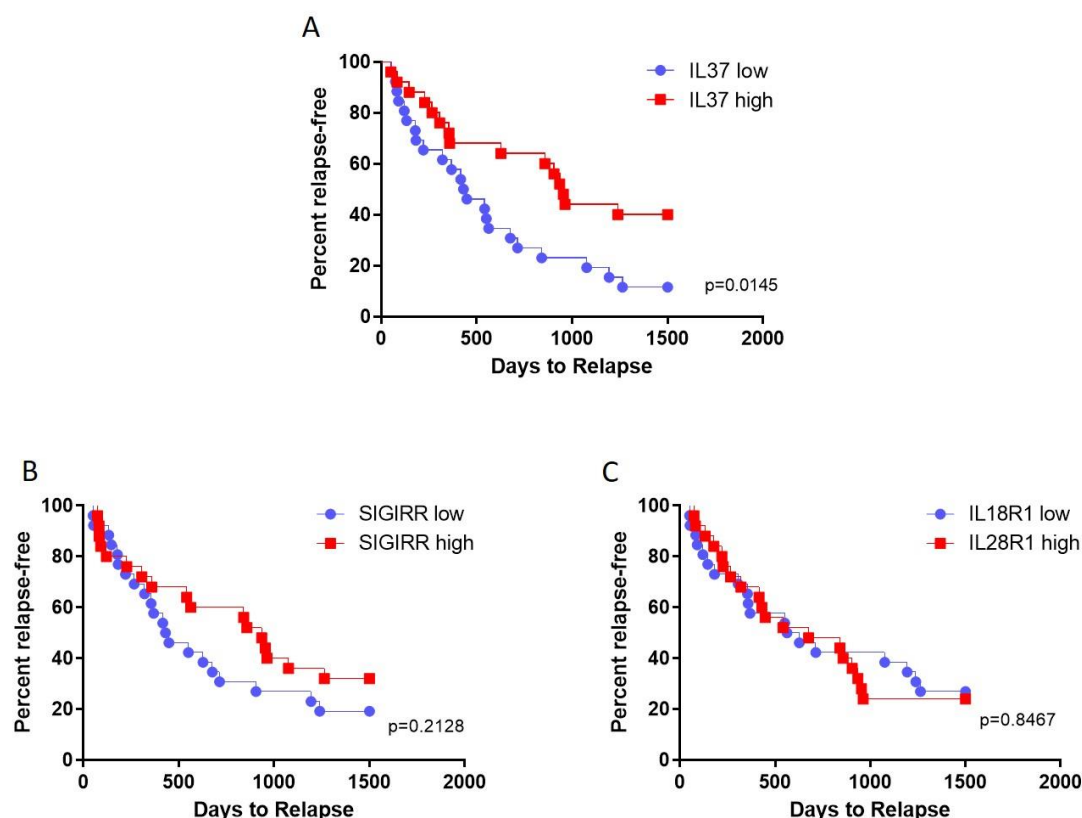 A
Percent relapse-free
100
80
60
40
20
0
0 500 1000 1500 2000
Days to Relapse
IL37 low
IL37 high
p=0.0145
B
Percent relapse-free
100
80
60
40
20
0
0 500 1000 1500 2000
Days to Relapse
SIGIRR low
SIGIRR high
p=0.2128
C
Percent relapse-free
100
80
60
40
20
0
0 500 1000 1500 2000
Days to Relapse
IL18R1 low
IL28R1 high
p=0.8467